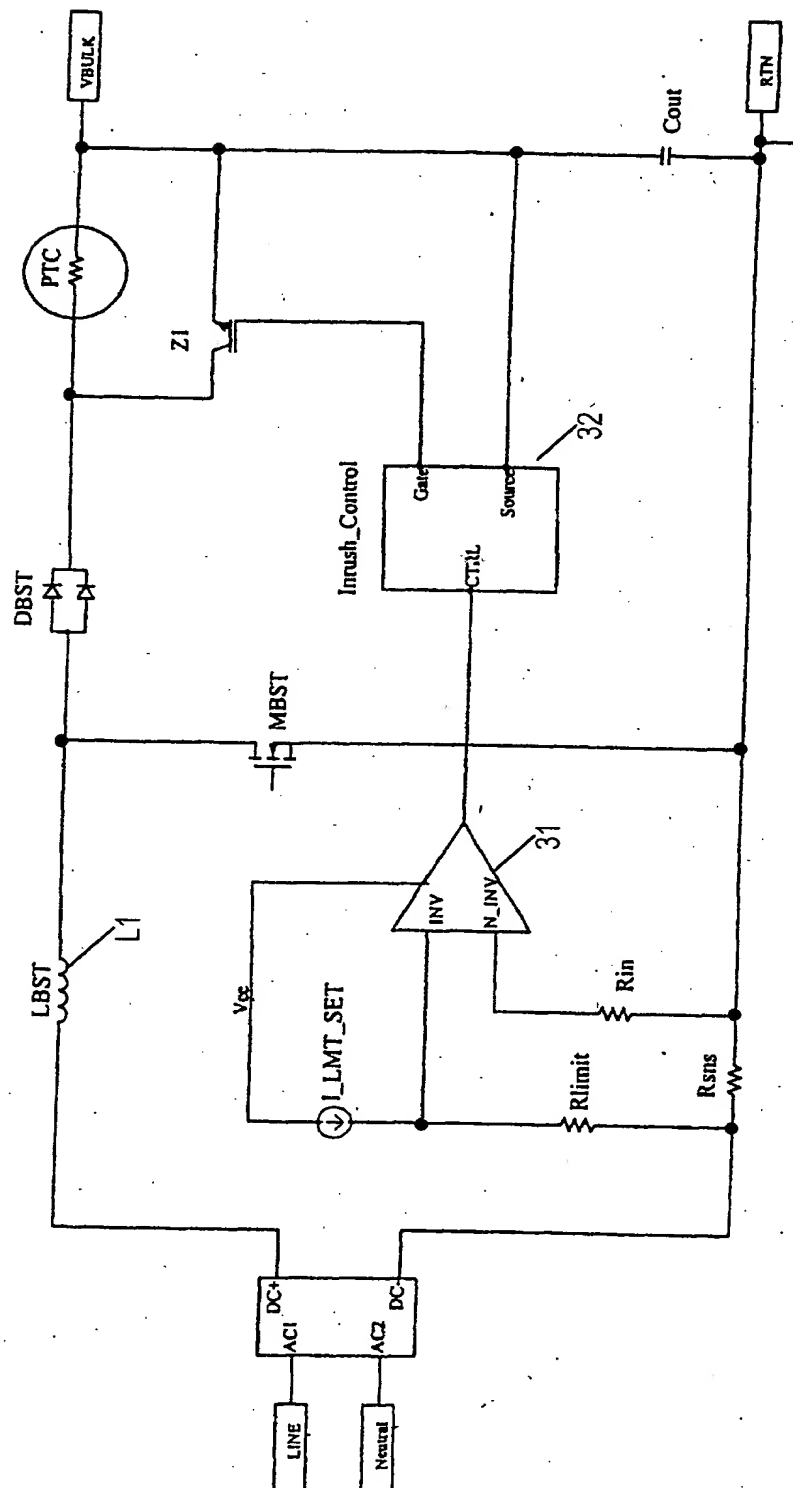 VBULK
RTN
Cout
PTC
Z1
Inrush_Control
Gate
Source
CTRL
32
DBST
MBST
LBST
L1
Vcc
I_LMT_SET
INV
N_INV
31
Rin
Rlimit
Rsns
DC+
DC-
AC1
AC2
LINE
Neutral